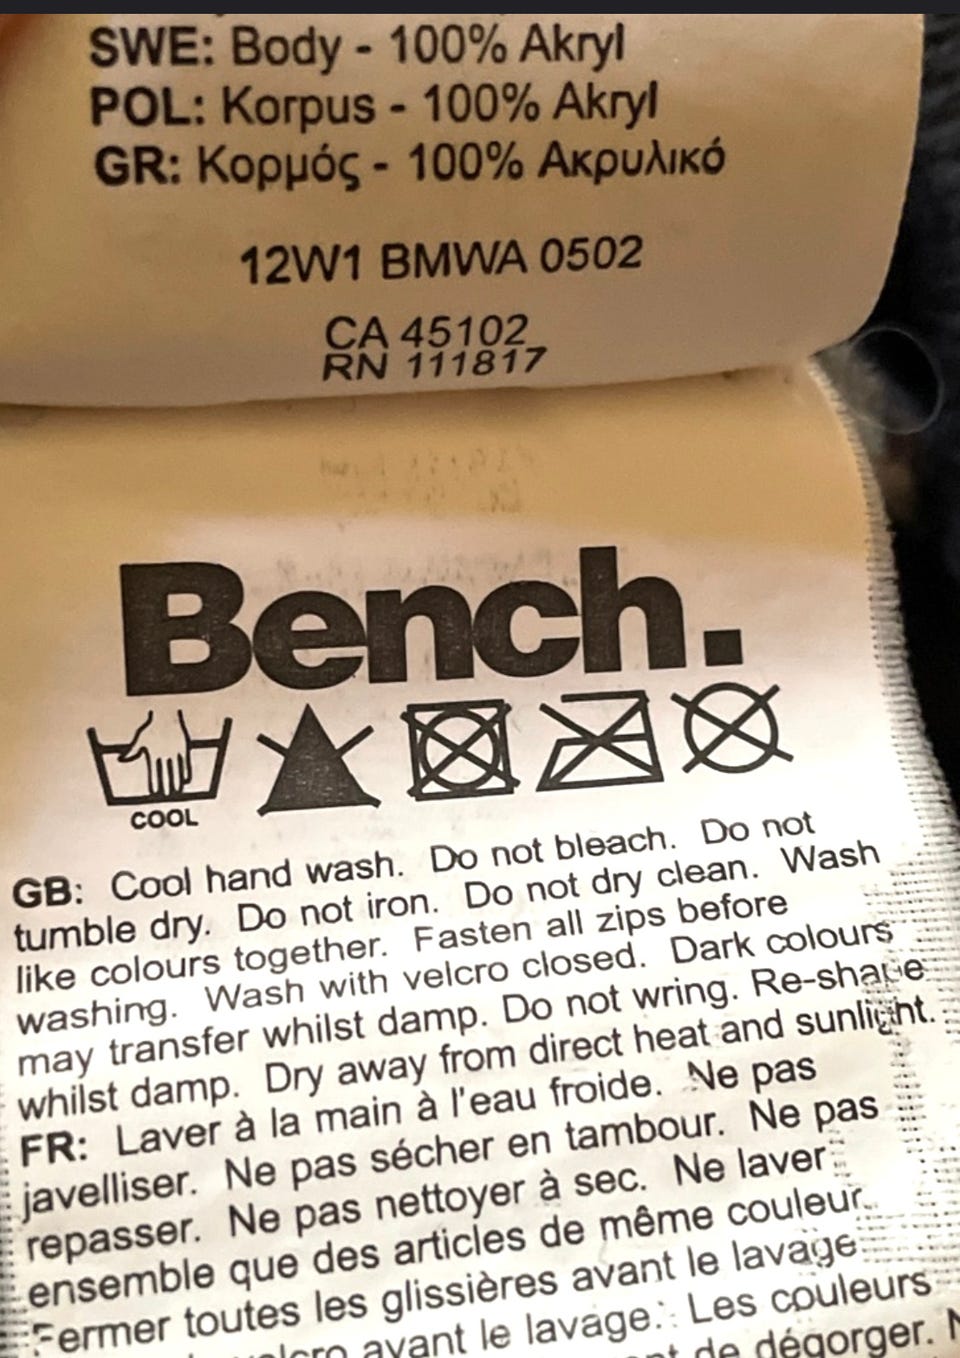 SWE: Body - 100% Akryl
POL: Korpus - 100% Akryl
GR: Κορμός - 100% Ακρυλικό
12W1 BMWA 0502
CA 45102
RN 111817
Bench.
COOL
GB: Cool hand wash. Do not bleach. Do not
tumble dry. Do not iron. Do not dry clean. Wash
like colours together. Fasten all zips before
washing. Wash with velcro closed. Dark colours
may transfer whilst damp. Do not wring. Re-shape
whilst damp. Dry away from direct heat and sunlight.
FR: Laver à la main à l'eau froide. Ne pas
javelliser. Ne pas sécher en tambour. Ne pas
repasser. Ne pas nettoyer à sec. Ne laver
ensemble que des articles de même couleur.
Fermer toutes les glissières avant le lavage
avant le lavage. Les couleurs
de dégorger.